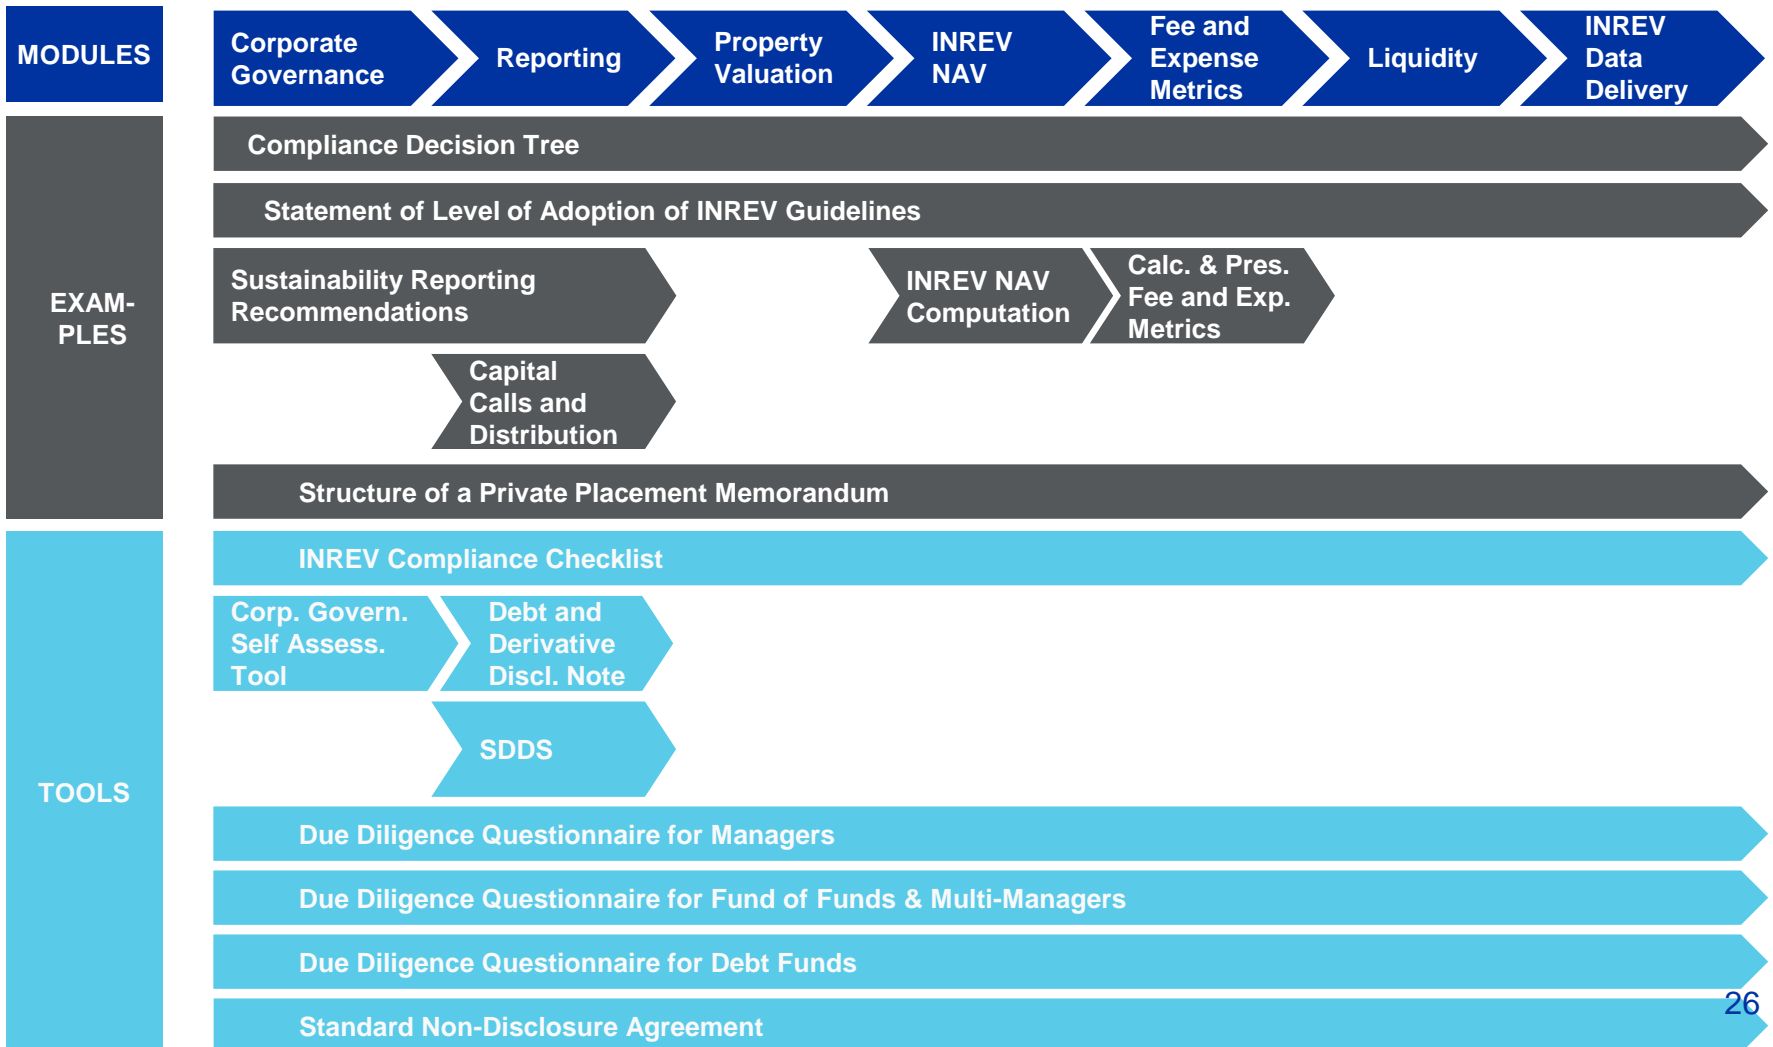 MODULES
Corporate
Governance
Reporting
Property
Valuation
INREV
NAV
Fee and
Expense
Metrics
Liquidity
INREV
Data
Delivery
EXAM-
PLES
Compliance Decision Tree
Statement of Level of Adoption of INREV Guidelines
Sustainability Reporting
Recommendations
INREV NAV
Computation
Calc. & Pres.
Fee and Exp.
Metrics
Capital
Calls and
Distribution
Structure of a Private Placement Memorandum
TOOLS
INREV Compliance Checklist
Corp. Govern.
Self Assess.
Tool
Debt and
Derivative
Discl. Note
SDDS
Due Diligence Questionnaire for Managers
Due Diligence Questionnaire for Fund of Funds & Multi-Managers
Due Diligence Questionnaire for Debt Funds
Standard Non-Disclosure Agreement
26